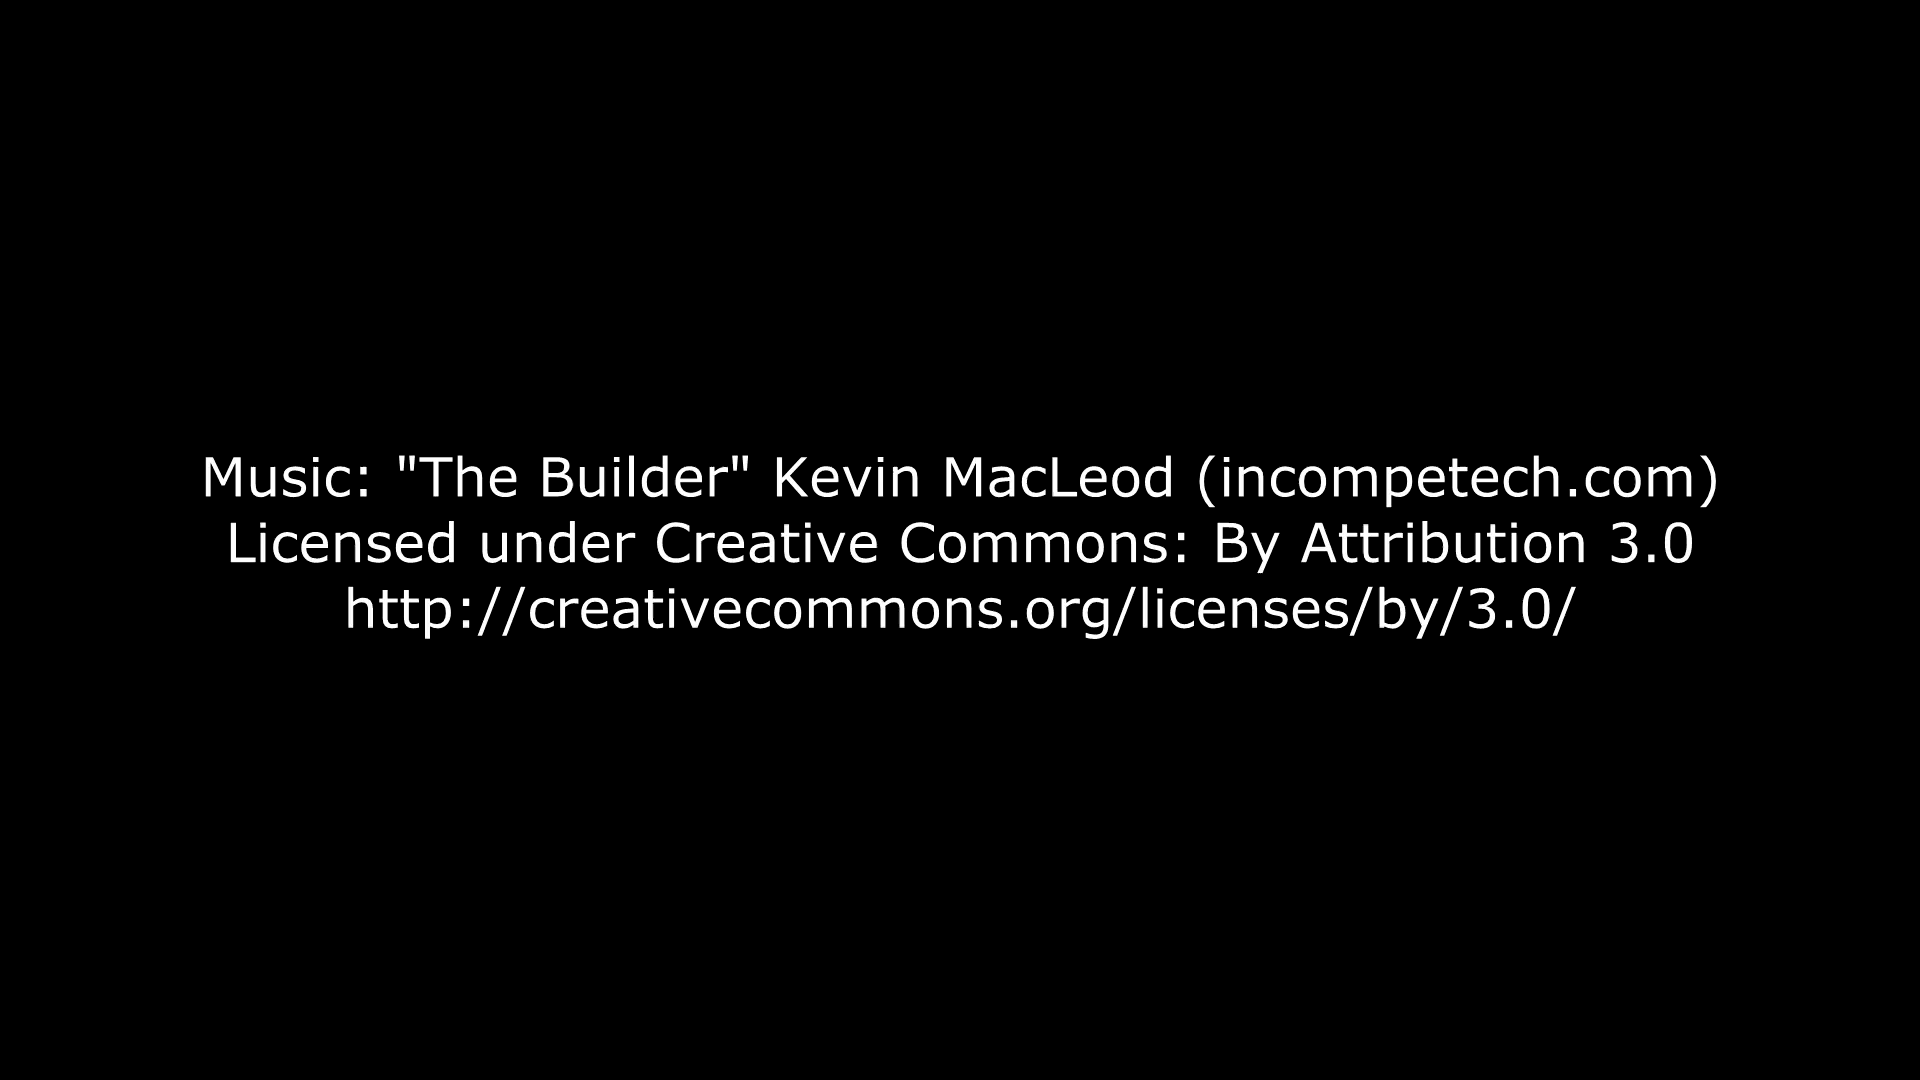 Music: "The Builder" Kevin MacLeod (incompetech.com)
Licensed under Creative Commons: By Attribution 3.0
http://creativecommons.org/licenses/by/3.0/